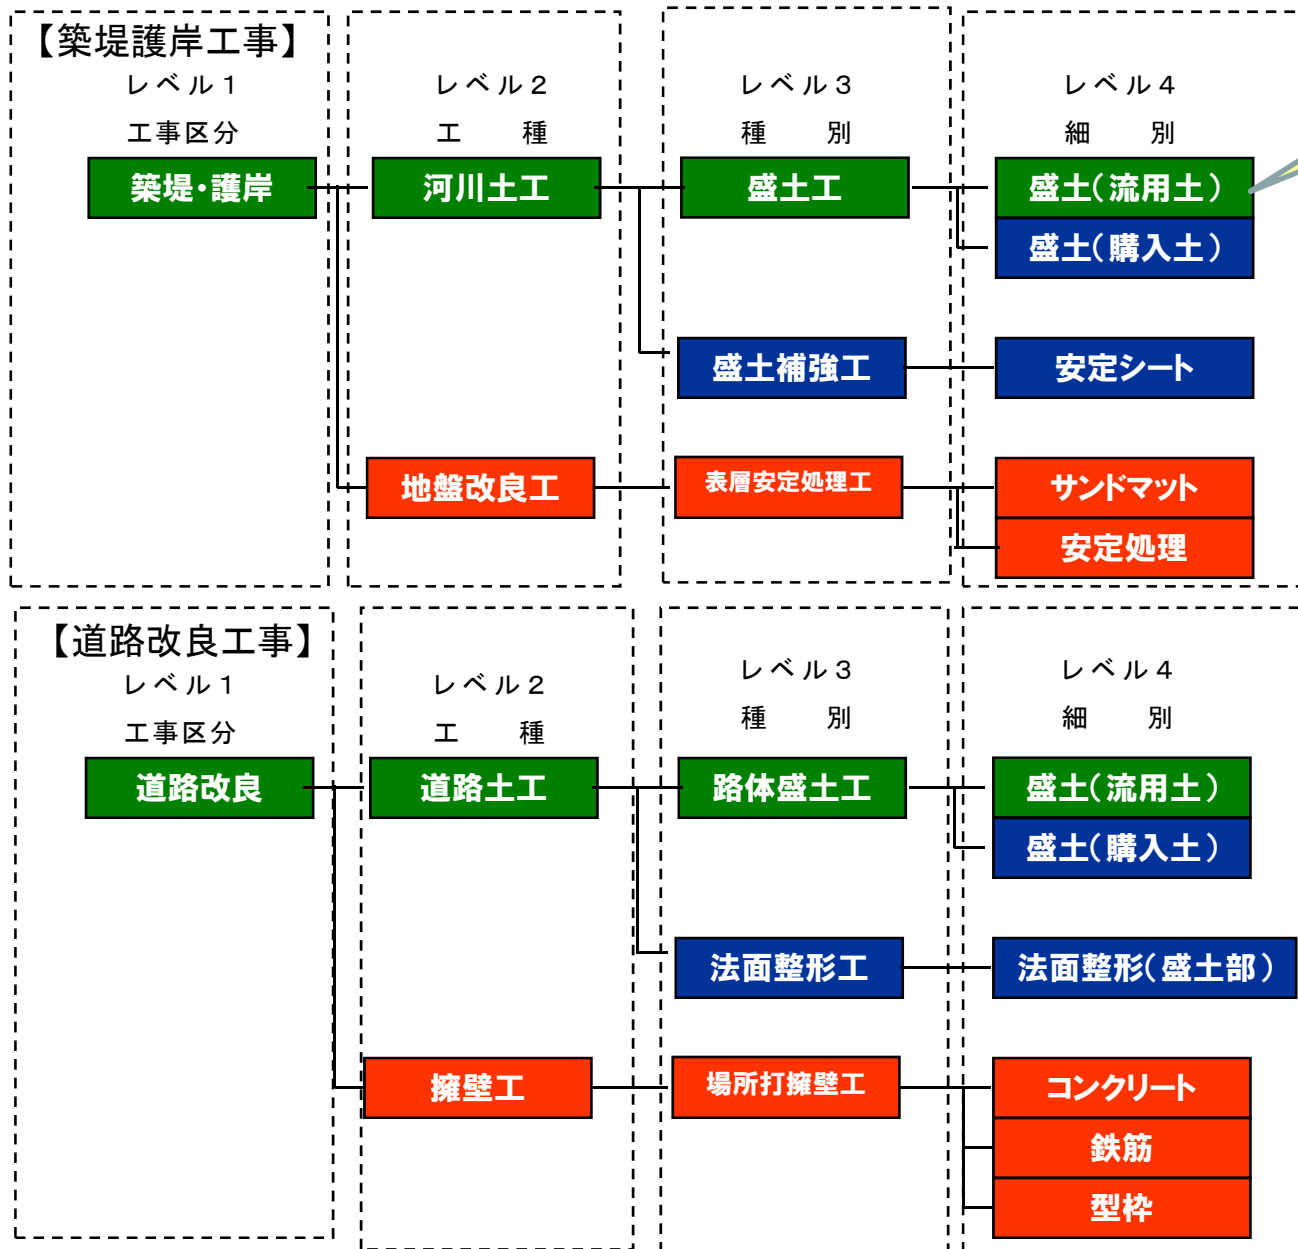 【築堤護岸工事】
レベル１ レベル２ レベル３ レベル４
工事区分 工　種 種　別 細　別
築堤・護岸 河川土工 盛土工 盛土（流用土）
盛土（購入土）
盛土補強工 安定シート
地盤改良工 表層安定処理工 サンドマット
安定処理
【道路改良工事】
レベル１ レベル２ レベル３ レベル４
工事区分 工　種 種　別 細　別
道路改良 道路土工 路体盛土工 盛土（流用土）
盛土（購入土）
法面整形工 法面整形（盛土部）
擁壁工 場所打擁壁工 コンクリート
鉄筋
型枠